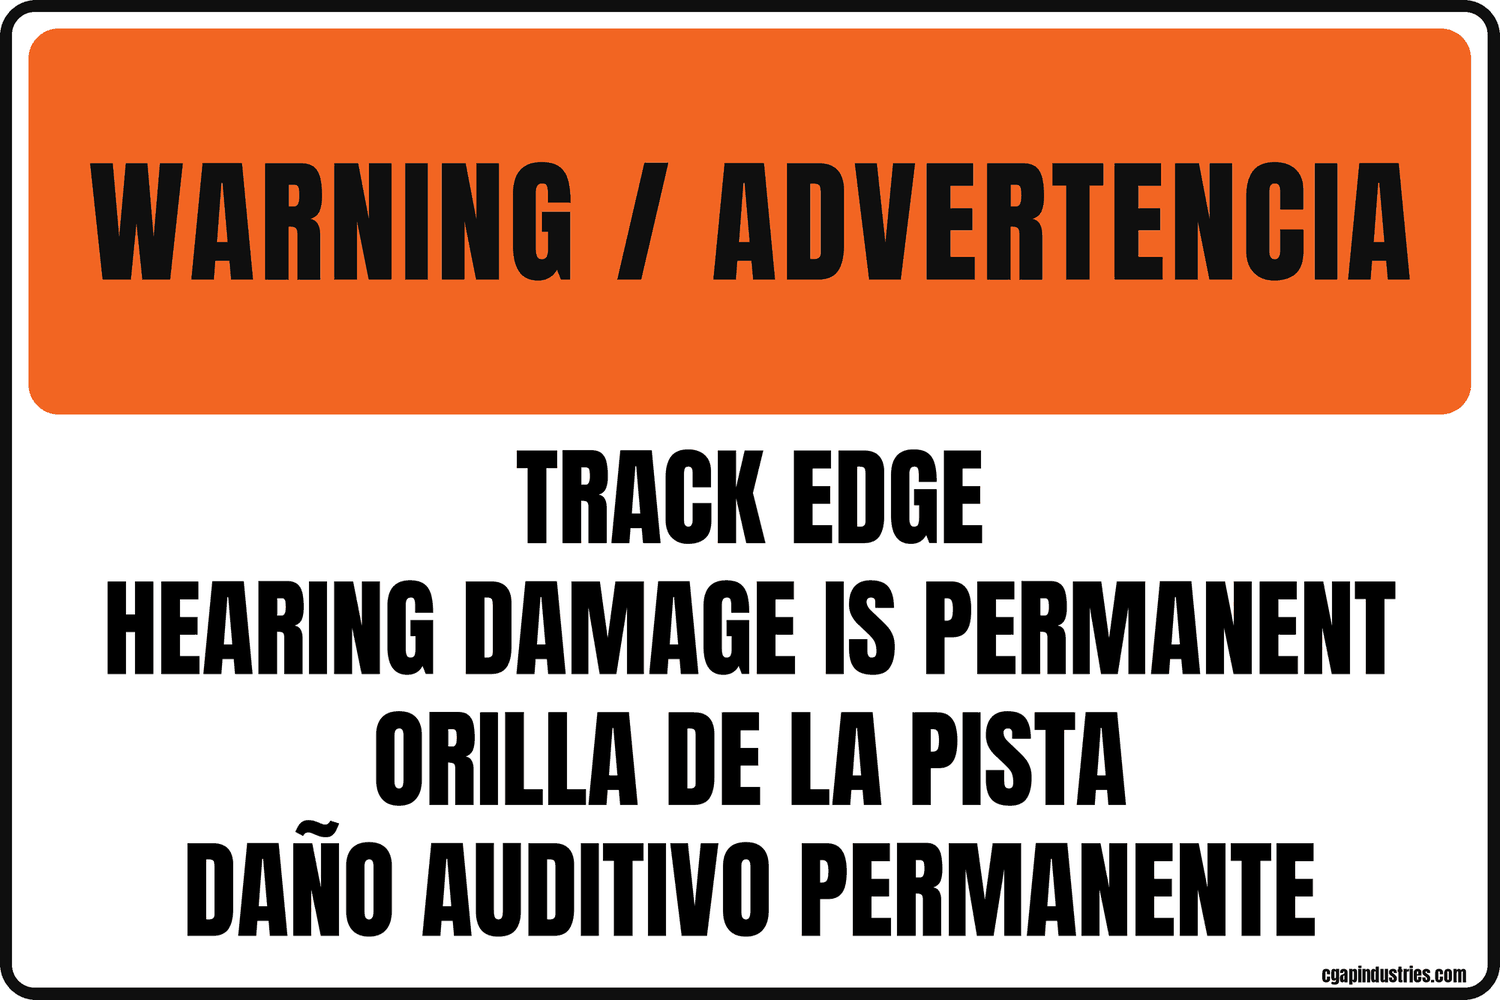 WARNING / ADVERTENCIA
TRACK EDGE
HEARING DAMAGE IS PERMANENT
ORILLA DE LA PISTA
DAÑO AUDITIVO PERMANENTE
cgapindustries.com